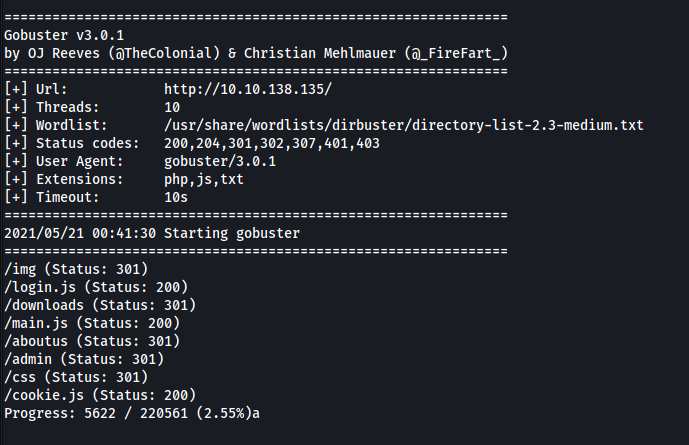 ===============================================================
Gobuster v3.0.1
by OJ Reeves (@TheColonial) & Christian Mehlmauer (@_FireFart_)
===============================================================
[+] Url:            http://10.10.138.135/
[+] Threads:        10
[+] Wordlist:       /usr/share/wordlists/dirbuster/directory-list-2.3-medium.txt
[+] Status codes:   200,204,301,302,307,401,403
[+] User Agent:     gobuster/3.0.1
[+] Extensions:     php,js,txt
[+] Timeout:        10s
===============================================================
2021/05/21 00:41:30 Starting gobuster
===============================================================
/img (Status: 301)
/login.js (Status: 200)
/downloads (Status: 301)
/main.js (Status: 200)
/aboutus (Status: 301)
/admin (Status: 301)
/css (Status: 301)
/cookie.js (Status: 200)
Progress: 5622 / 220561 (2.55%)a